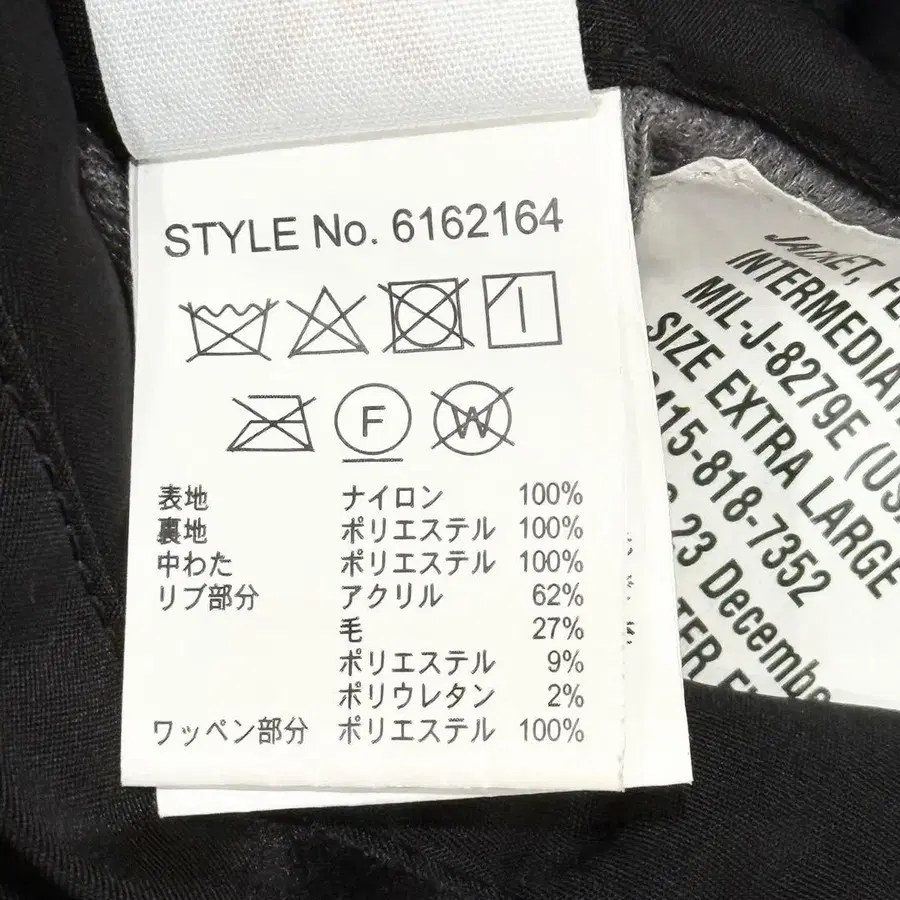 STYLE No. 6162164
F
W
表地 ナイロン 100%
裏地 ポリエステル 100%
中わた ポリエステル 100%
リブ部分 アクリル 62%
毛 27%
ポリエステル 9%
ポリウレタン 2%
ワッペン部分 ポリエステル 100%
JACKET,
INTERMEDIA
MIL-J-8279E (US
SIZE EXTRA LARGE
415-818-7352
23 Decembe